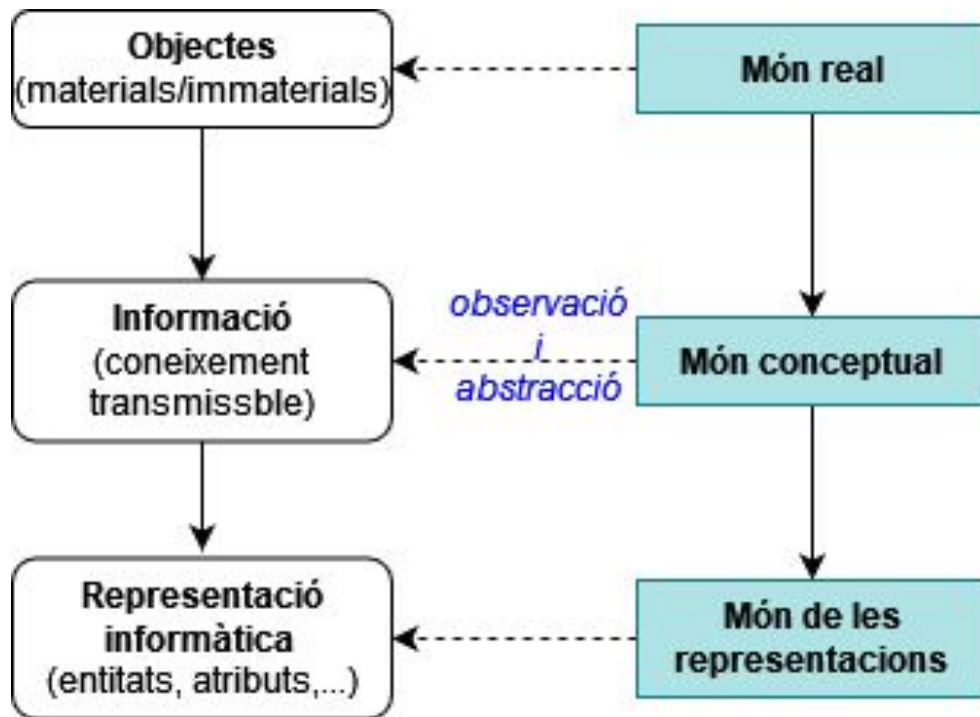 Objectes
(materials/immaterials)
Món real
Informació
(coneixement
transmissble)
observació
i
abstracció
Món conceptual
Representació
informàtica
(entitats, atributs,...)
Món de les
representacions